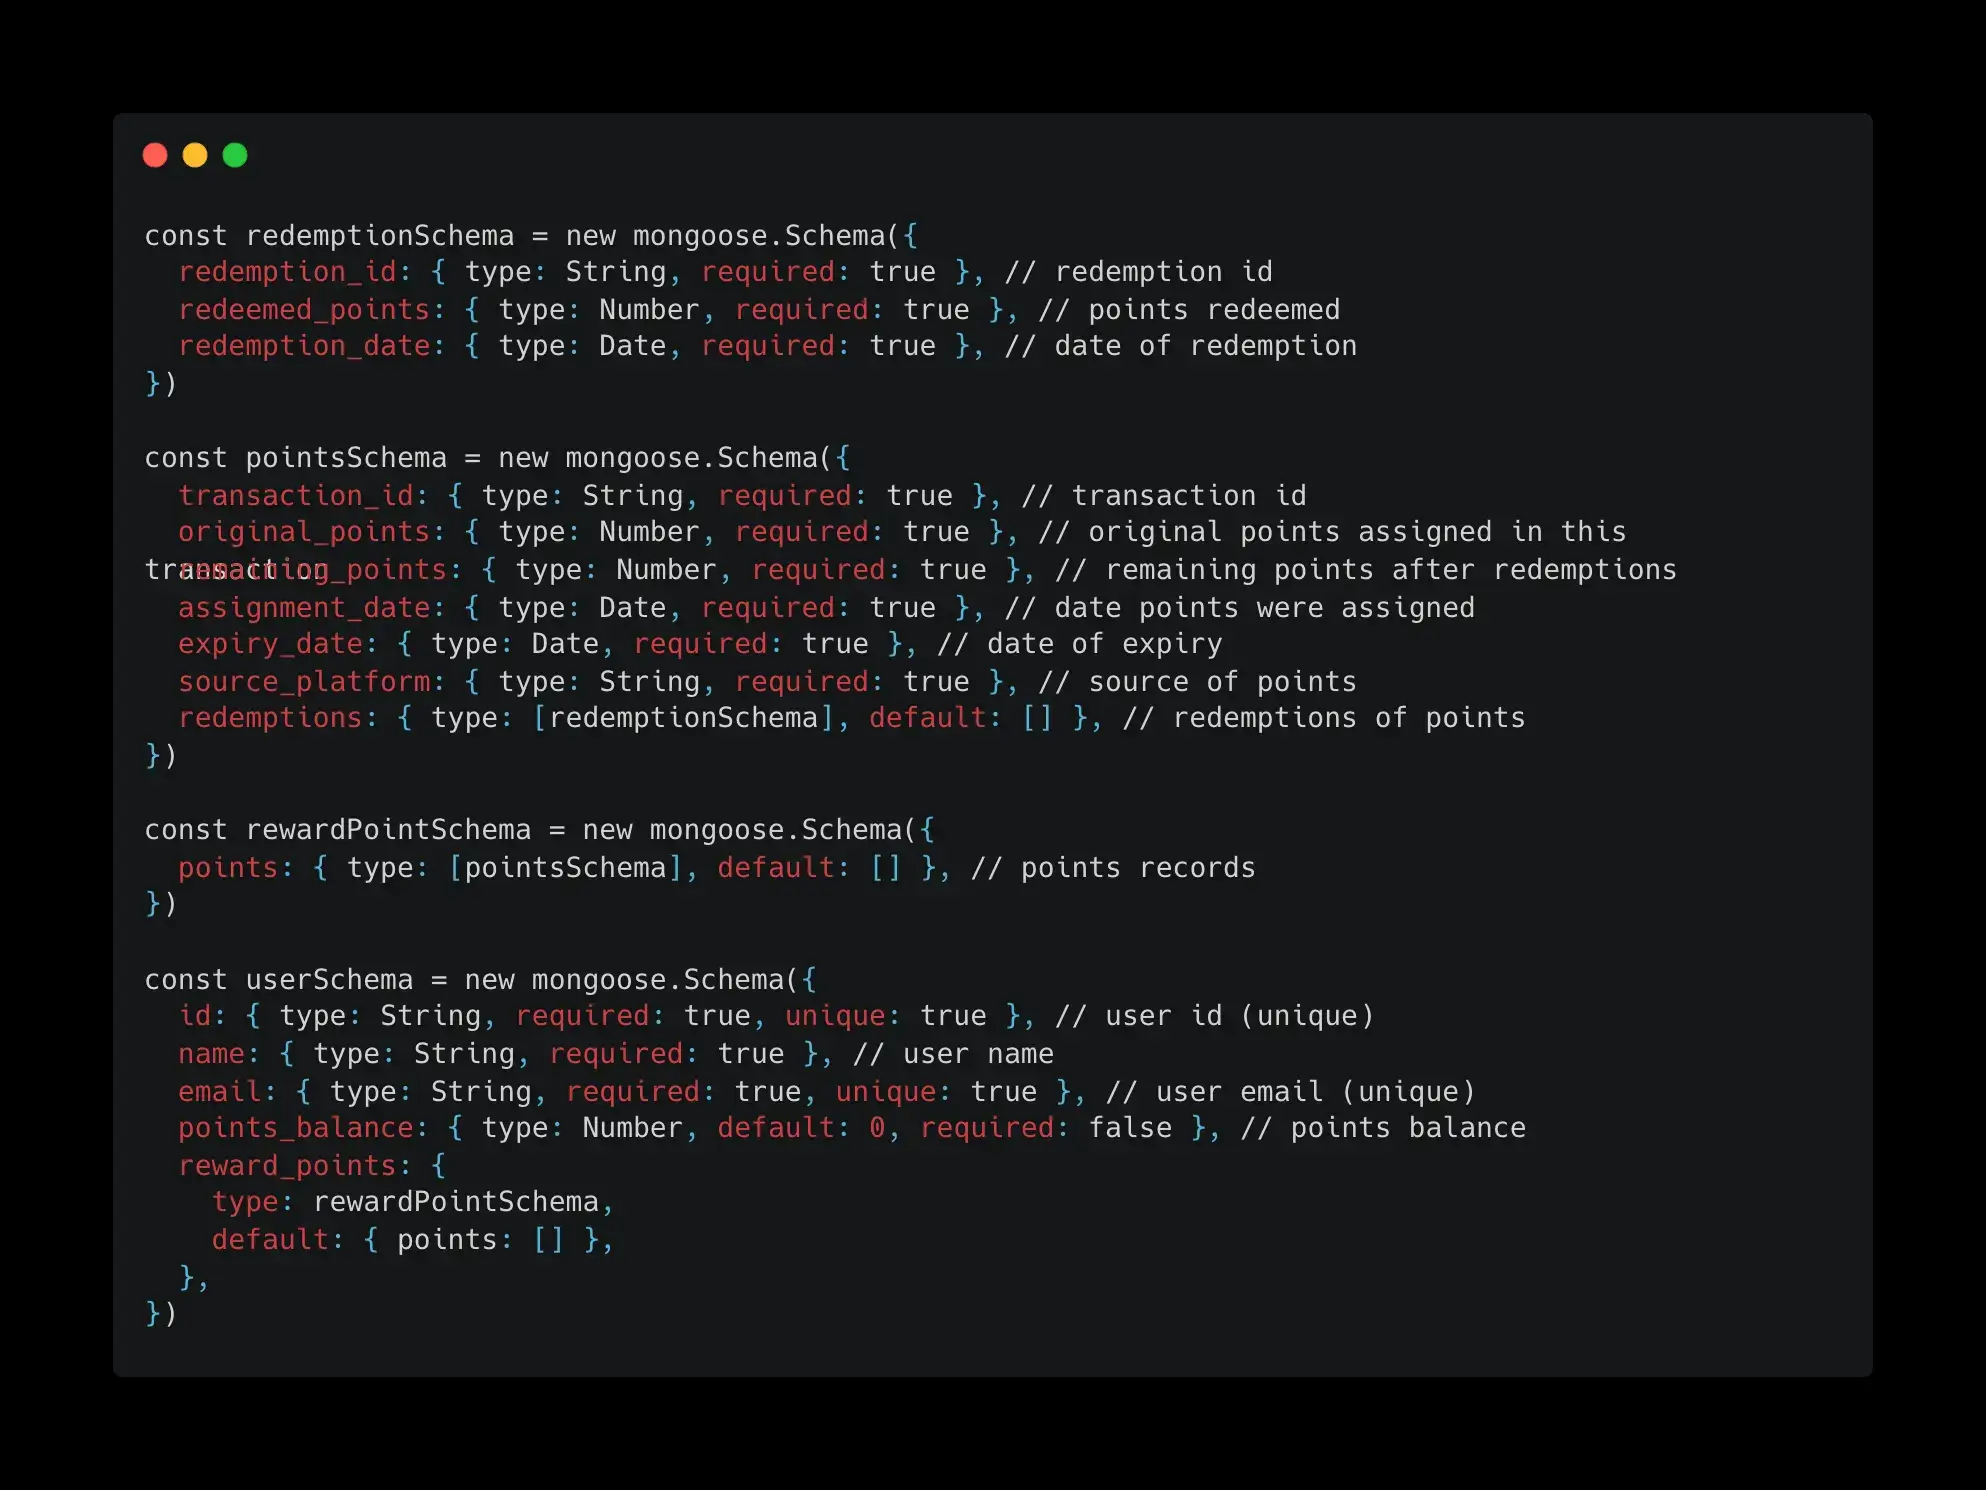 const redemptionSchema = new mongoose.Schema({
  redemption_id: { type: String, required: true }, // redemption id
  redeemed_points: { type: Number, required: true }, // points redeemed
  redemption_date: { type: Date, required: true }, // date of redemption
})

const pointsSchema = new mongoose.Schema({
  transaction_id: { type: String, required: true }, // transaction id
  original_points: { type: Number, required: true }, // original points assigned in this
transaction
  remaining_points: { type: Number, required: true }, // remaining points after redemptions
  assignment_date: { type: Date, required: true }, // date points were assigned
  expiry_date: { type: Date, required: true }, // date of expiry
  source_platform: { type: String, required: true }, // source of points
  redemptions: { type: [redemptionSchema], default: [] }, // redemptions of points
})

const rewardPointSchema = new mongoose.Schema({
  points: { type: [pointsSchema], default: [] }, // points records
})

const userSchema = new mongoose.Schema({
  id: { type: String, required: true, unique: true }, // user id (unique)
  name: { type: String, required: true }, // user name
  email: { type: String, required: true, unique: true }, // user email (unique)
  points_balance: { type: Number, default: 0, required: false }, // points balance
  reward_points: {
    type: rewardPointSchema,
    default: { points: [] },
  },
})